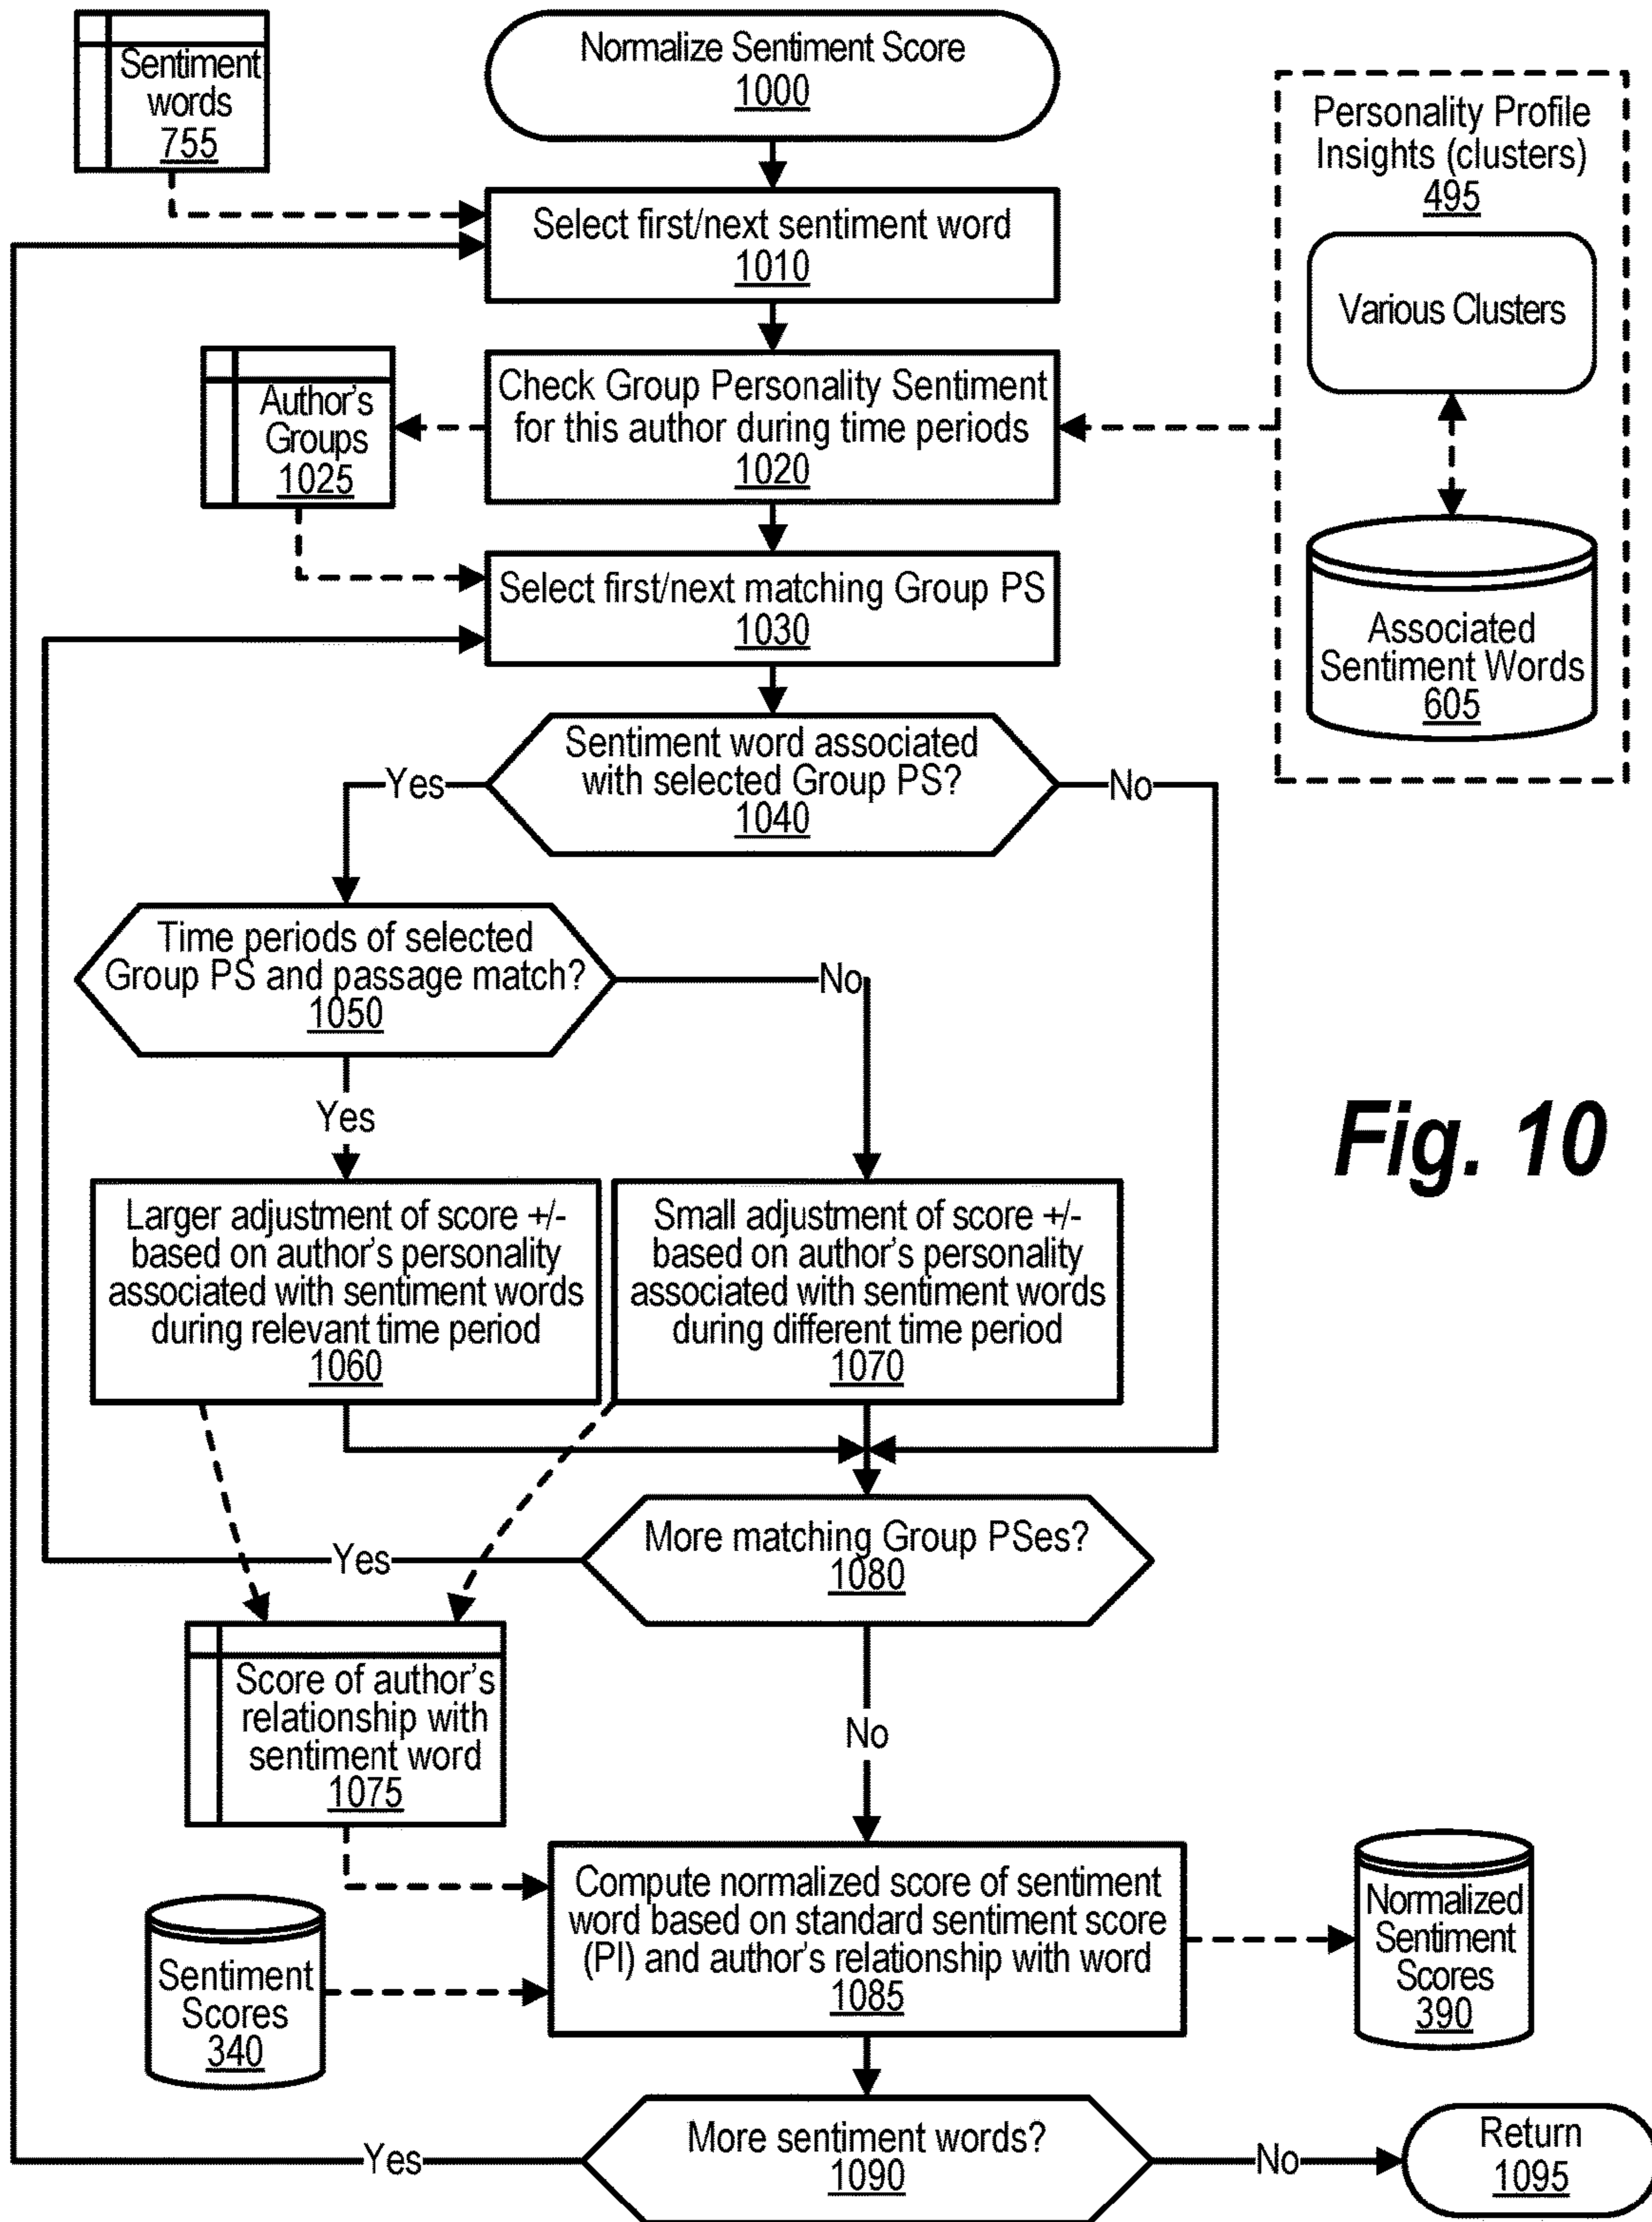 Sentiment
words
755
Normalize Sentiment Score
1000
Personality Profile
Insights (clusters)
495
Select first/next sentiment word
1010
Various Clusters
Author's
Groups
1025
Check Group Personality Sentiment
for this author during time periods
1020
Select first/next matching Group PS
1030
Associated
Sentiment Words
605
Sentiment word associated
with selected Group PS?
1040
Yes
No
Time periods of selected
Group PS and passage match?
1050
No
Yes
Fig. 10
Larger adjustment of score +/-
based on author's personality
associated with sentiment words
during relevant time period
1060
Small adjustment of score +/-
based on author's personality
associated with sentiment words
during different time period
1070
More matching Group PSes?
1080
Yes
Score of author's
relationship with
sentiment word
1075
No
Compute normalized score of sentiment
word based on standard sentiment score
(PI) and author's relationship with word
1085
Normalized
Sentiment
Scores
390
Sentiment
Scores
340
More sentiment words?
1090
Yes
No
Return
1095